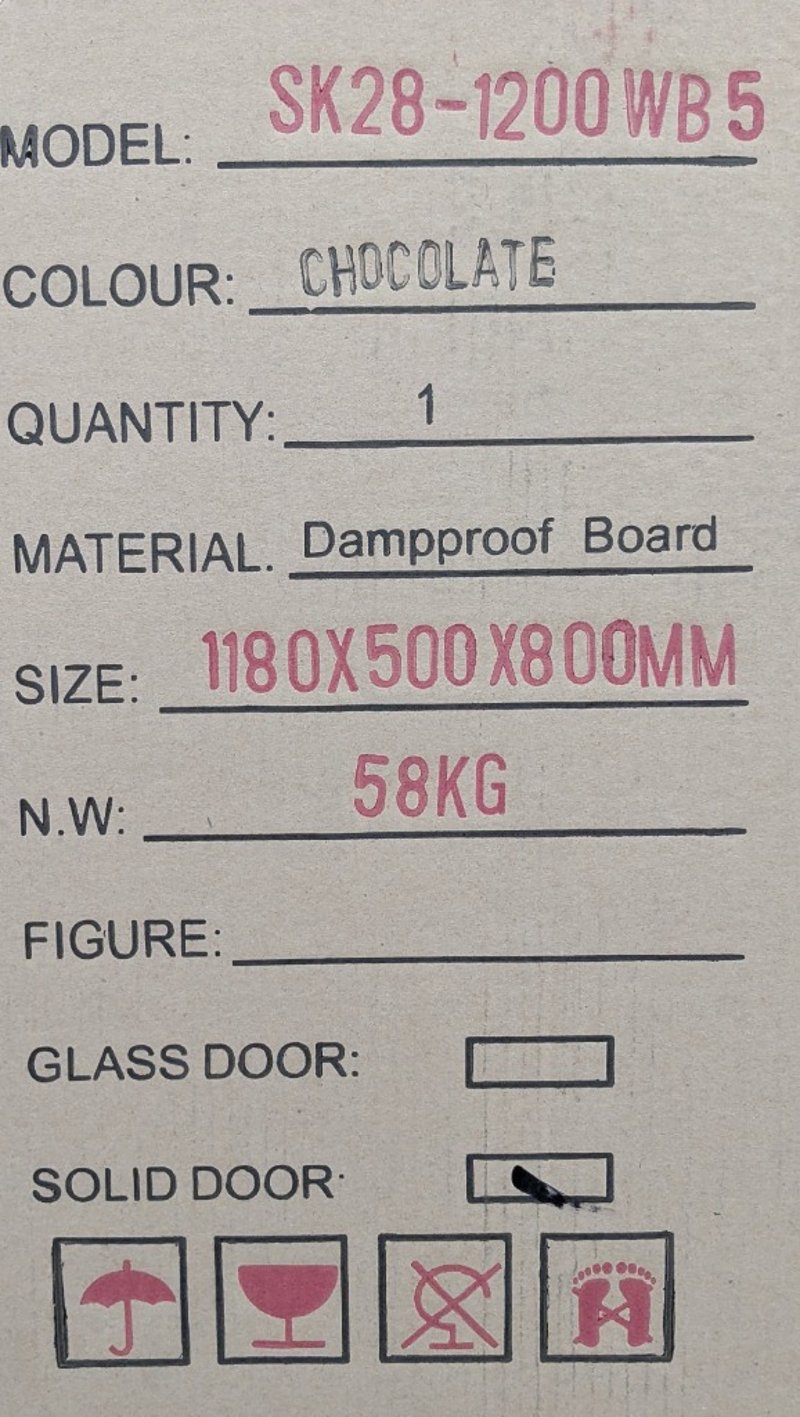 MODEL: SK28-1200WB5
COLOUR: CHOCOLATE
QUANTITY: 1
MATERIAL. Dampproof Board
SIZE: 1180X500X800MM
N.W: 58KG
FIGURE:
GLASS DOOR:
SOLID DOOR.